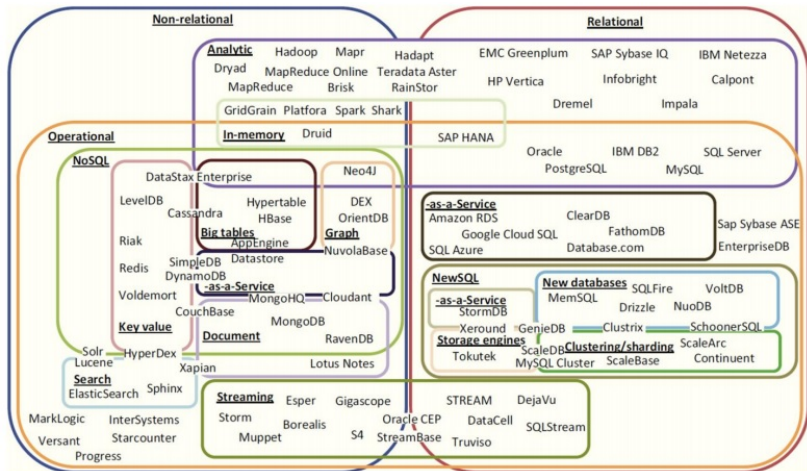 Non-relational
Relational
Analytic
Hadoop
Mapr
Hadapt
EMC Greenplum
SAP Sybase IQ
IBM Netezza
Dryad
MapReduce Online
Teradata Aster
MapReduce
Brisk
RainStor
HP Vertica
Infobright
Calpont
Dremel
Impala
GridGrain
Platfora
Spark
Shark
Operational
In-memory
Druid
SAP HANA
Oracle
IBM DB2
SQL Server
PostgreSQL
MySQL
NoSQL
DataStax Enterprise
Neo4J
LevelDB
Cassandra
Hypertable
HBase
DEX
OrientDB
Big tables
Graph
-as-a-Service
Amazon RDS
ClearDB
Google Cloud SQL
FathomDB
SQL Azure
Database.com
Sap Sybase ASE
EnterpriseDB
Riak
AppEngine
Datastore
NuvolaBase
Redis
SimpleDB
DynamoDB
-as-a-Service
Voldemort
MongoHQ
Cloudant
CouchBase
Key value
Document
MongoDB
RavenDB
NewSQL
-as-a-Service
StormDB
Xeround
GenieDB
New databases
MemSQL
SQLFire
VoltDB
Drizzle
NuoDB
Clustrix
SchoonerSQL
Storage engines
Tokutek
ScaleDB
MySQL Cluster
Clustering/sharding
ScaleArc
ScaleBase
Continuent
Solr
Lucene
HyperDex
Xapian
Lotus Notes
Search
ElasticSearch
Sphinx
Streaming
Esper
Gigascope
STREAM
DejaVu
Storm
Borealis
Oracle CEP
DataCell
SQLStream
Muppet
S4
StreamBase
Truviso
MarkLogic
InterSystems
Versant
Starcounter
Progress